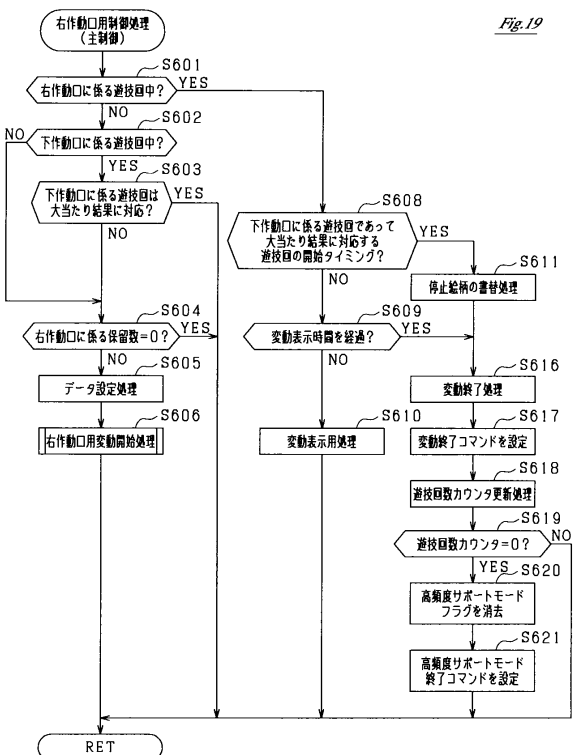 Fig.19
右作動口用制御処理
(主制御)
S601
右作動口に係る遊技回中?
YES
NO
S602
下作動口に係る遊技回中?
NO
YES
S603
下作動口に係る遊技回は
大当たり結果に対応?
YES
NO
S604
右作動口に係る保留数=0?
YES
NO
S605
データ設定処理
S606
右作動口用変動開始処理
S608
下作動口に係る遊技回であって
大当たり結果に対応する
遊技回の開始タイミング?
YES
NO
S611
停止絵柄の書替処理
S609
変動表示時間を経過?
YES
NO
S610
変動表示用処理
S616
変動終了処理
S617
変動終了コマンドを設定
S618
遊技回数カウンタ更新処理
S619
遊技回数カウンタ=0?
NO
YES
S620
高頻度サポートモード
フラグを消去
S621
高頻度サポートモード
終了コマンドを設定
RET